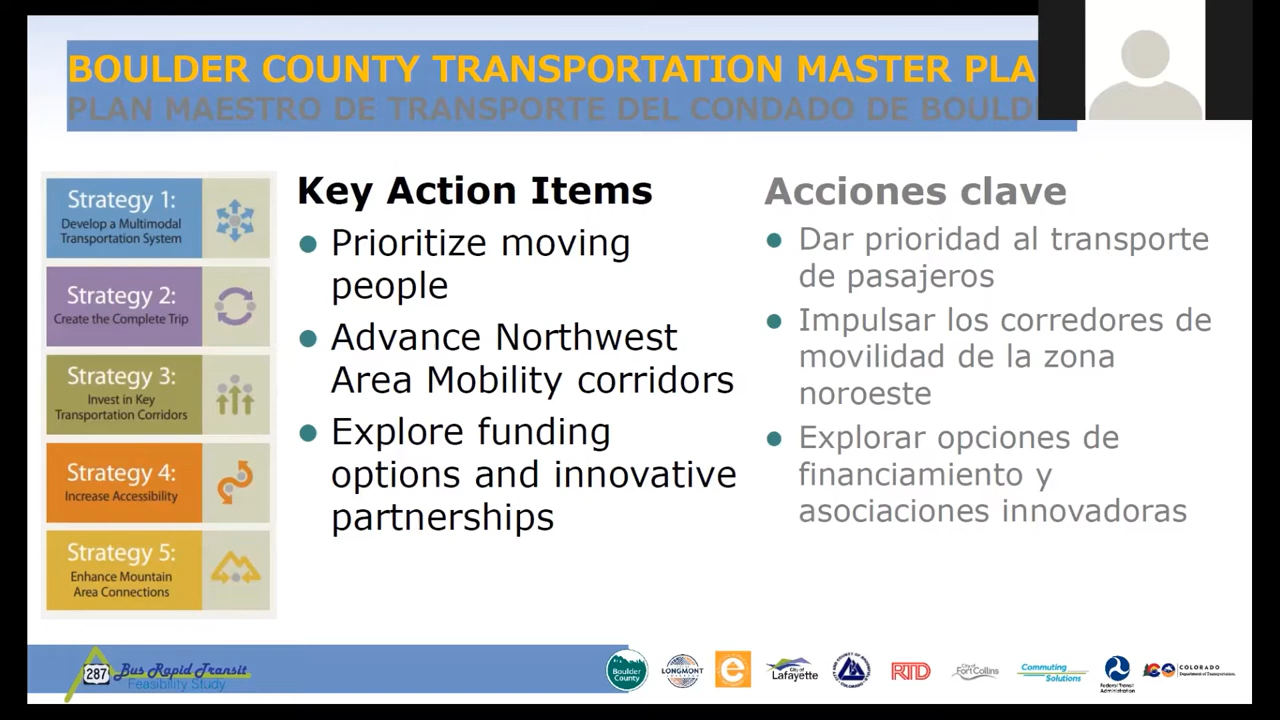 BOULDER COUNTY TRANSPORTATION MASTER PLA
PLAN MAESTRO DE TRANSPORTE DEL CONDADO DE BOULD
Strategy 1:
Develop a Multimodal
Transportation System
Strategy 2:
Create the Complete Trip
Strategy 3:
Invest in Key
Transportation Corridors
Strategy 4:
Increase Accessibility
Strategy 5:
Enhance Mountain
Area Connections
Key Action Items
Prioritize moving
people
Advance Northwest
Area Mobility corridors
Explore funding
options and innovative
partnerships
Acciones clave
Dar prioridad al transporte
de pasajeros
Impulsar los corredores de
movilidad de la zona
noroeste
Explorar opciones de
financiamiento y
asociaciones innovadoras
287
Bus Rapid Transit
Feasibility Study
Boulder
County
LONGMONT
e
City of
Lafayette
RTD
City of
Fort Collins
Commuting
Solutions
Federal Transit
Administration
COLORADO
Department of Transportation